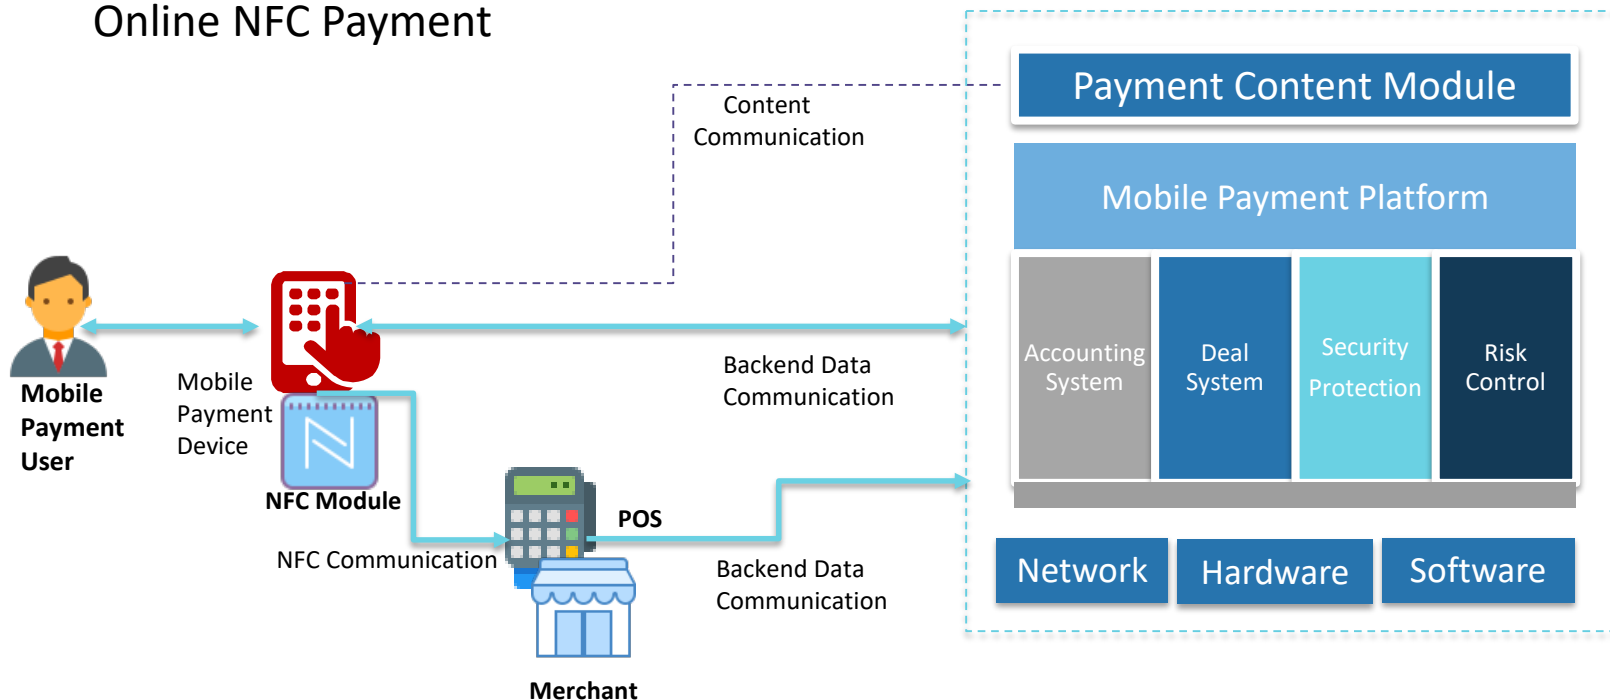 Online NFC Payment
Payment Content Module
Content
Communication
Mobile Payment Platform
Accounting
System
Deal
System
Security
Protection
Risk
Control
Backend Data
Communication
Mobile
Payment
User
Mobile
Payment
Device
NFC Module
POS
NFC Communication
Backend Data
Communication
Network
Hardware
Software
Merchant